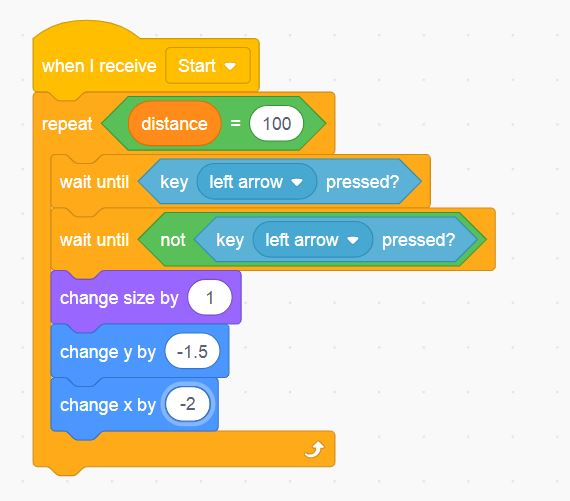 when I receive Start
repeat distance = 100
wait until key left arrow pressed?
wait until not key left arrow pressed?
change size by 1
change y by -1.5
change x by -2